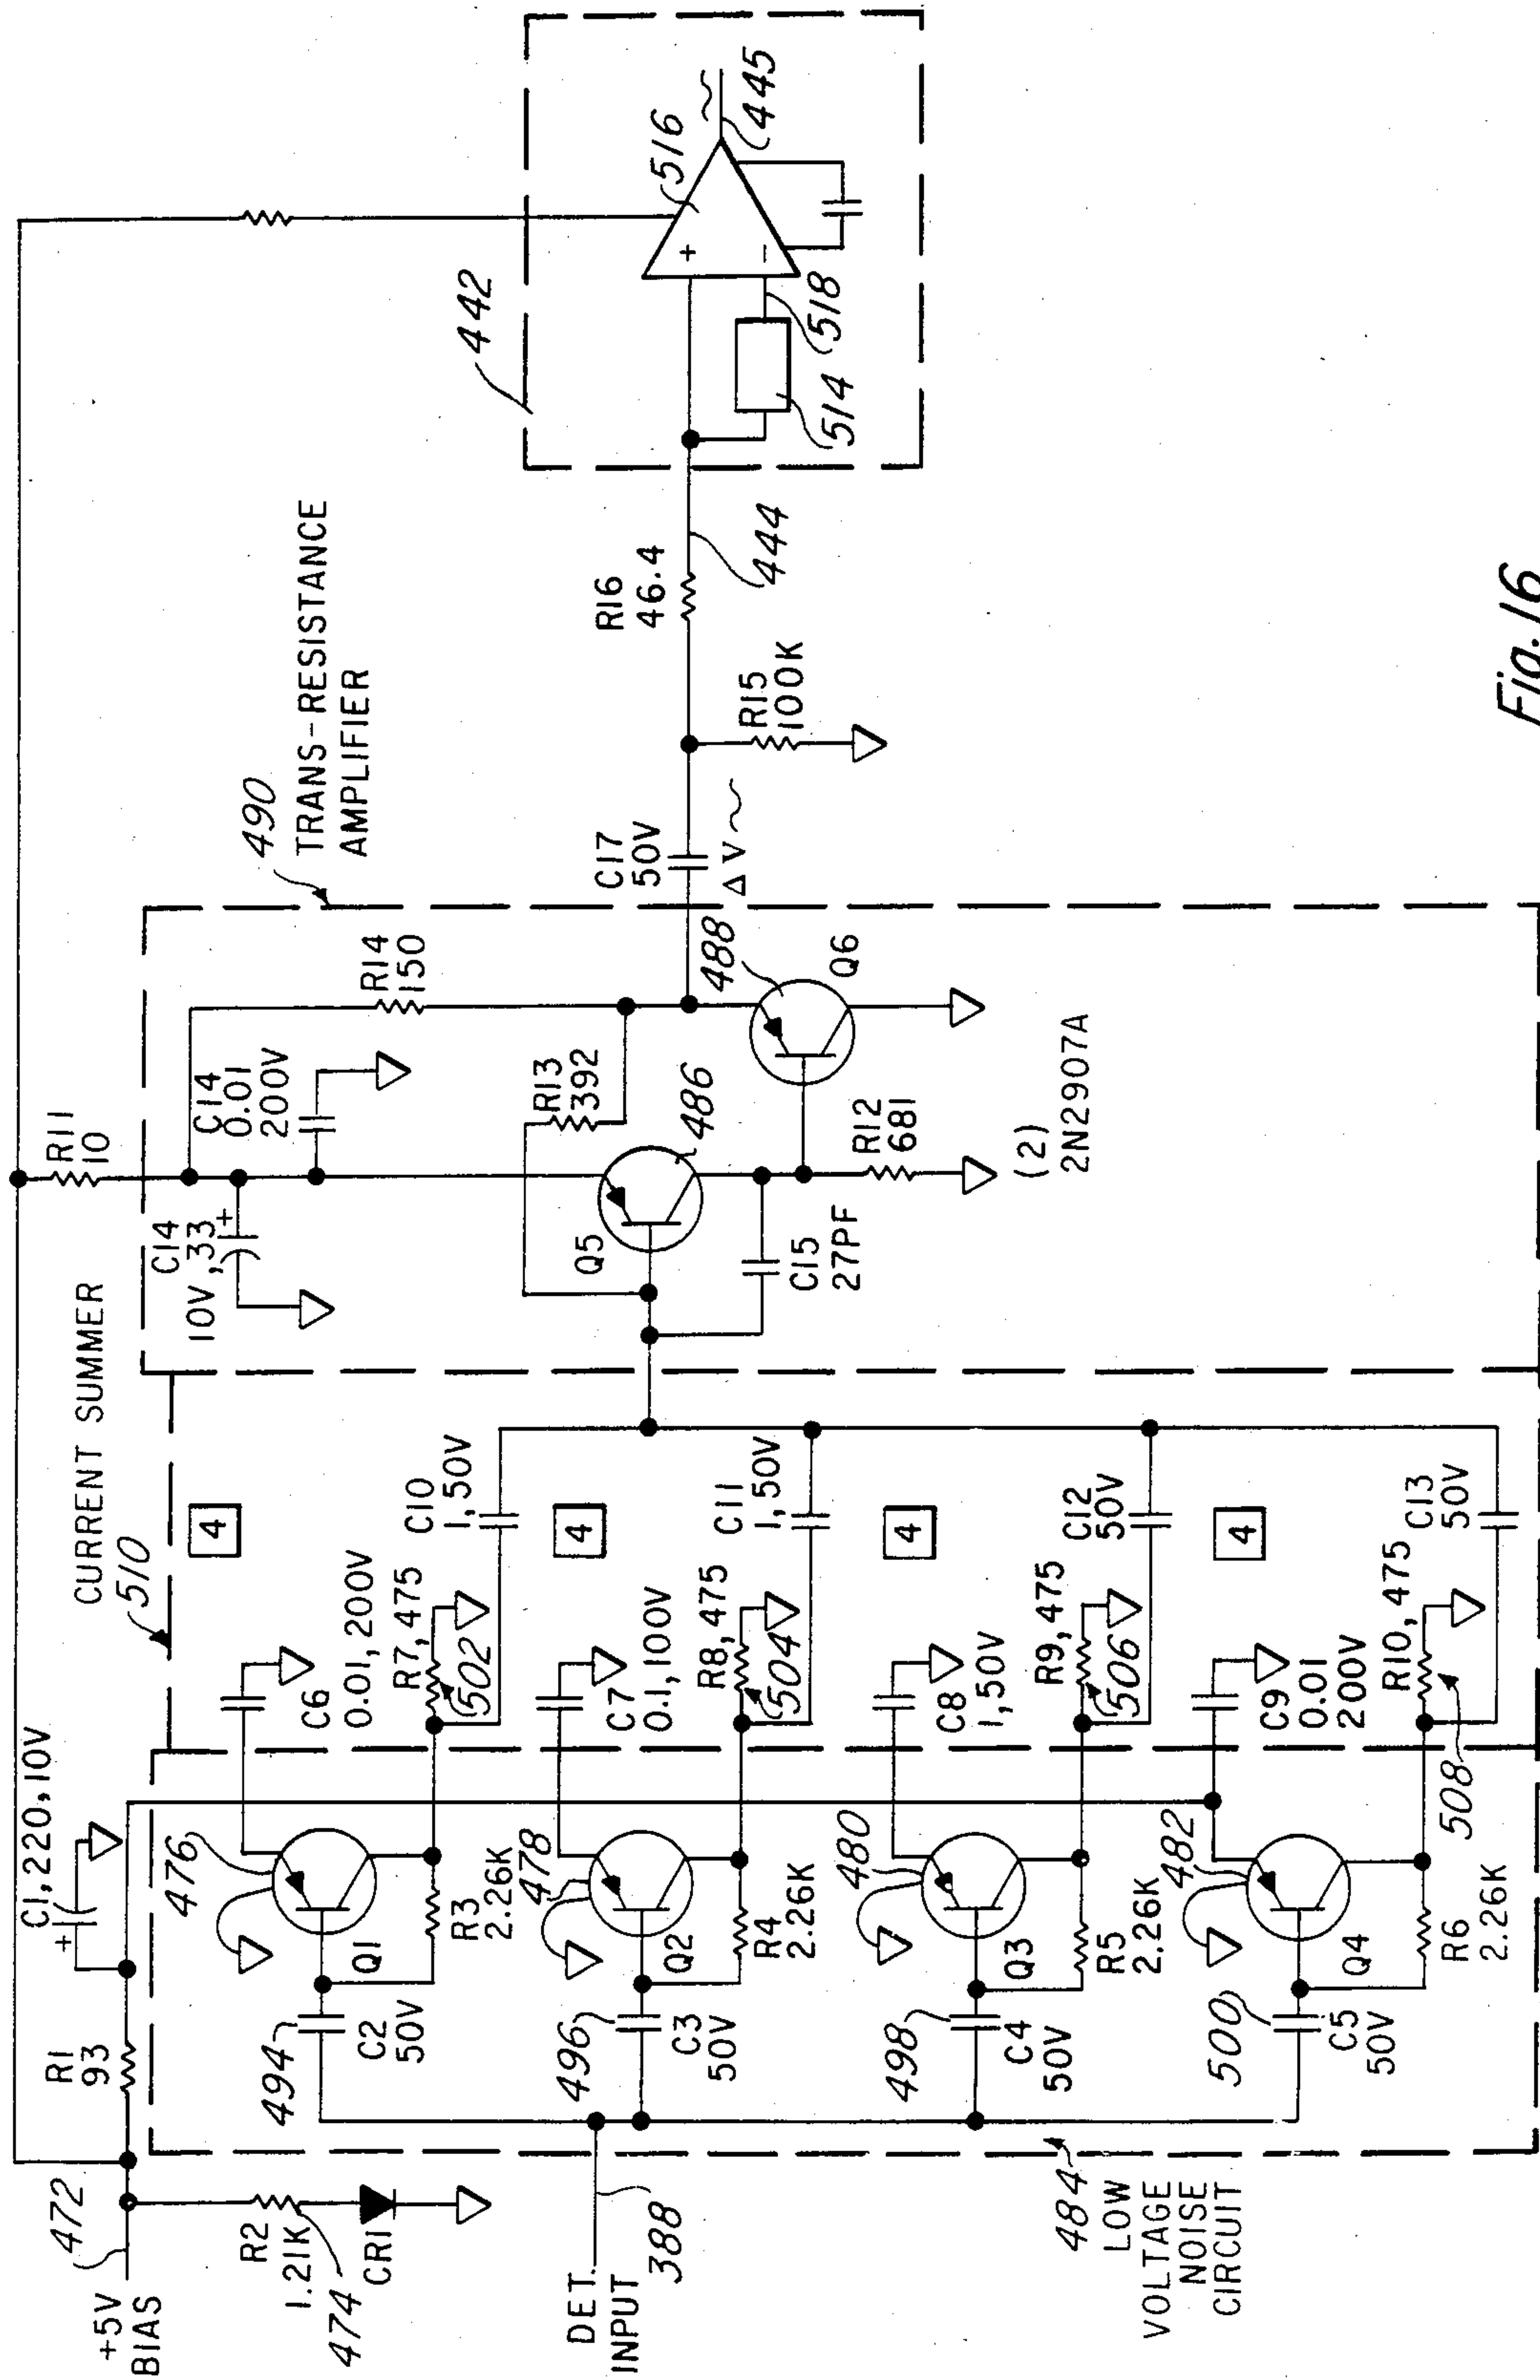 +5V
BIAS
472
R2
1.21K
474
CR1
R1
93
C1, 220, 10V
DET.
INPUT
388
484
LOW
VOLTAGE
NOISE
CIRCUIT
494
C2
50V
Q1
476
R3
2.26K
496
C3
50V
Q2
478
R4
2.26K
498
C4
50V
Q3
480
R5
2.26K
500
C5
50V
Q4
482
R6
2.26K
CURRENT SUMMER
510
4
C6
0.01, 200V
R7, 475
502
C10
1, 50V
4
C7
0.1, 100V
R8, 475
504
C11
1, 50V
4
C8
1, 50V
R9, 475
506
C12
50V
4
C9
0.01
200V
R10, 475
508
C13
50V
R11
10
C14
10V, 33
+
C14
0.01
200V
R14
150
R13
392
486
Q5
C15
27PF
R12
681
488
Q6
(2)
2N2907A
490
TRANS-RESISTANCE
AMPLIFIER
C17
50V
ΔV ~
R15
100K
R16
46.4
444
442
514
518
516
+
−
445
~
Fig. 16